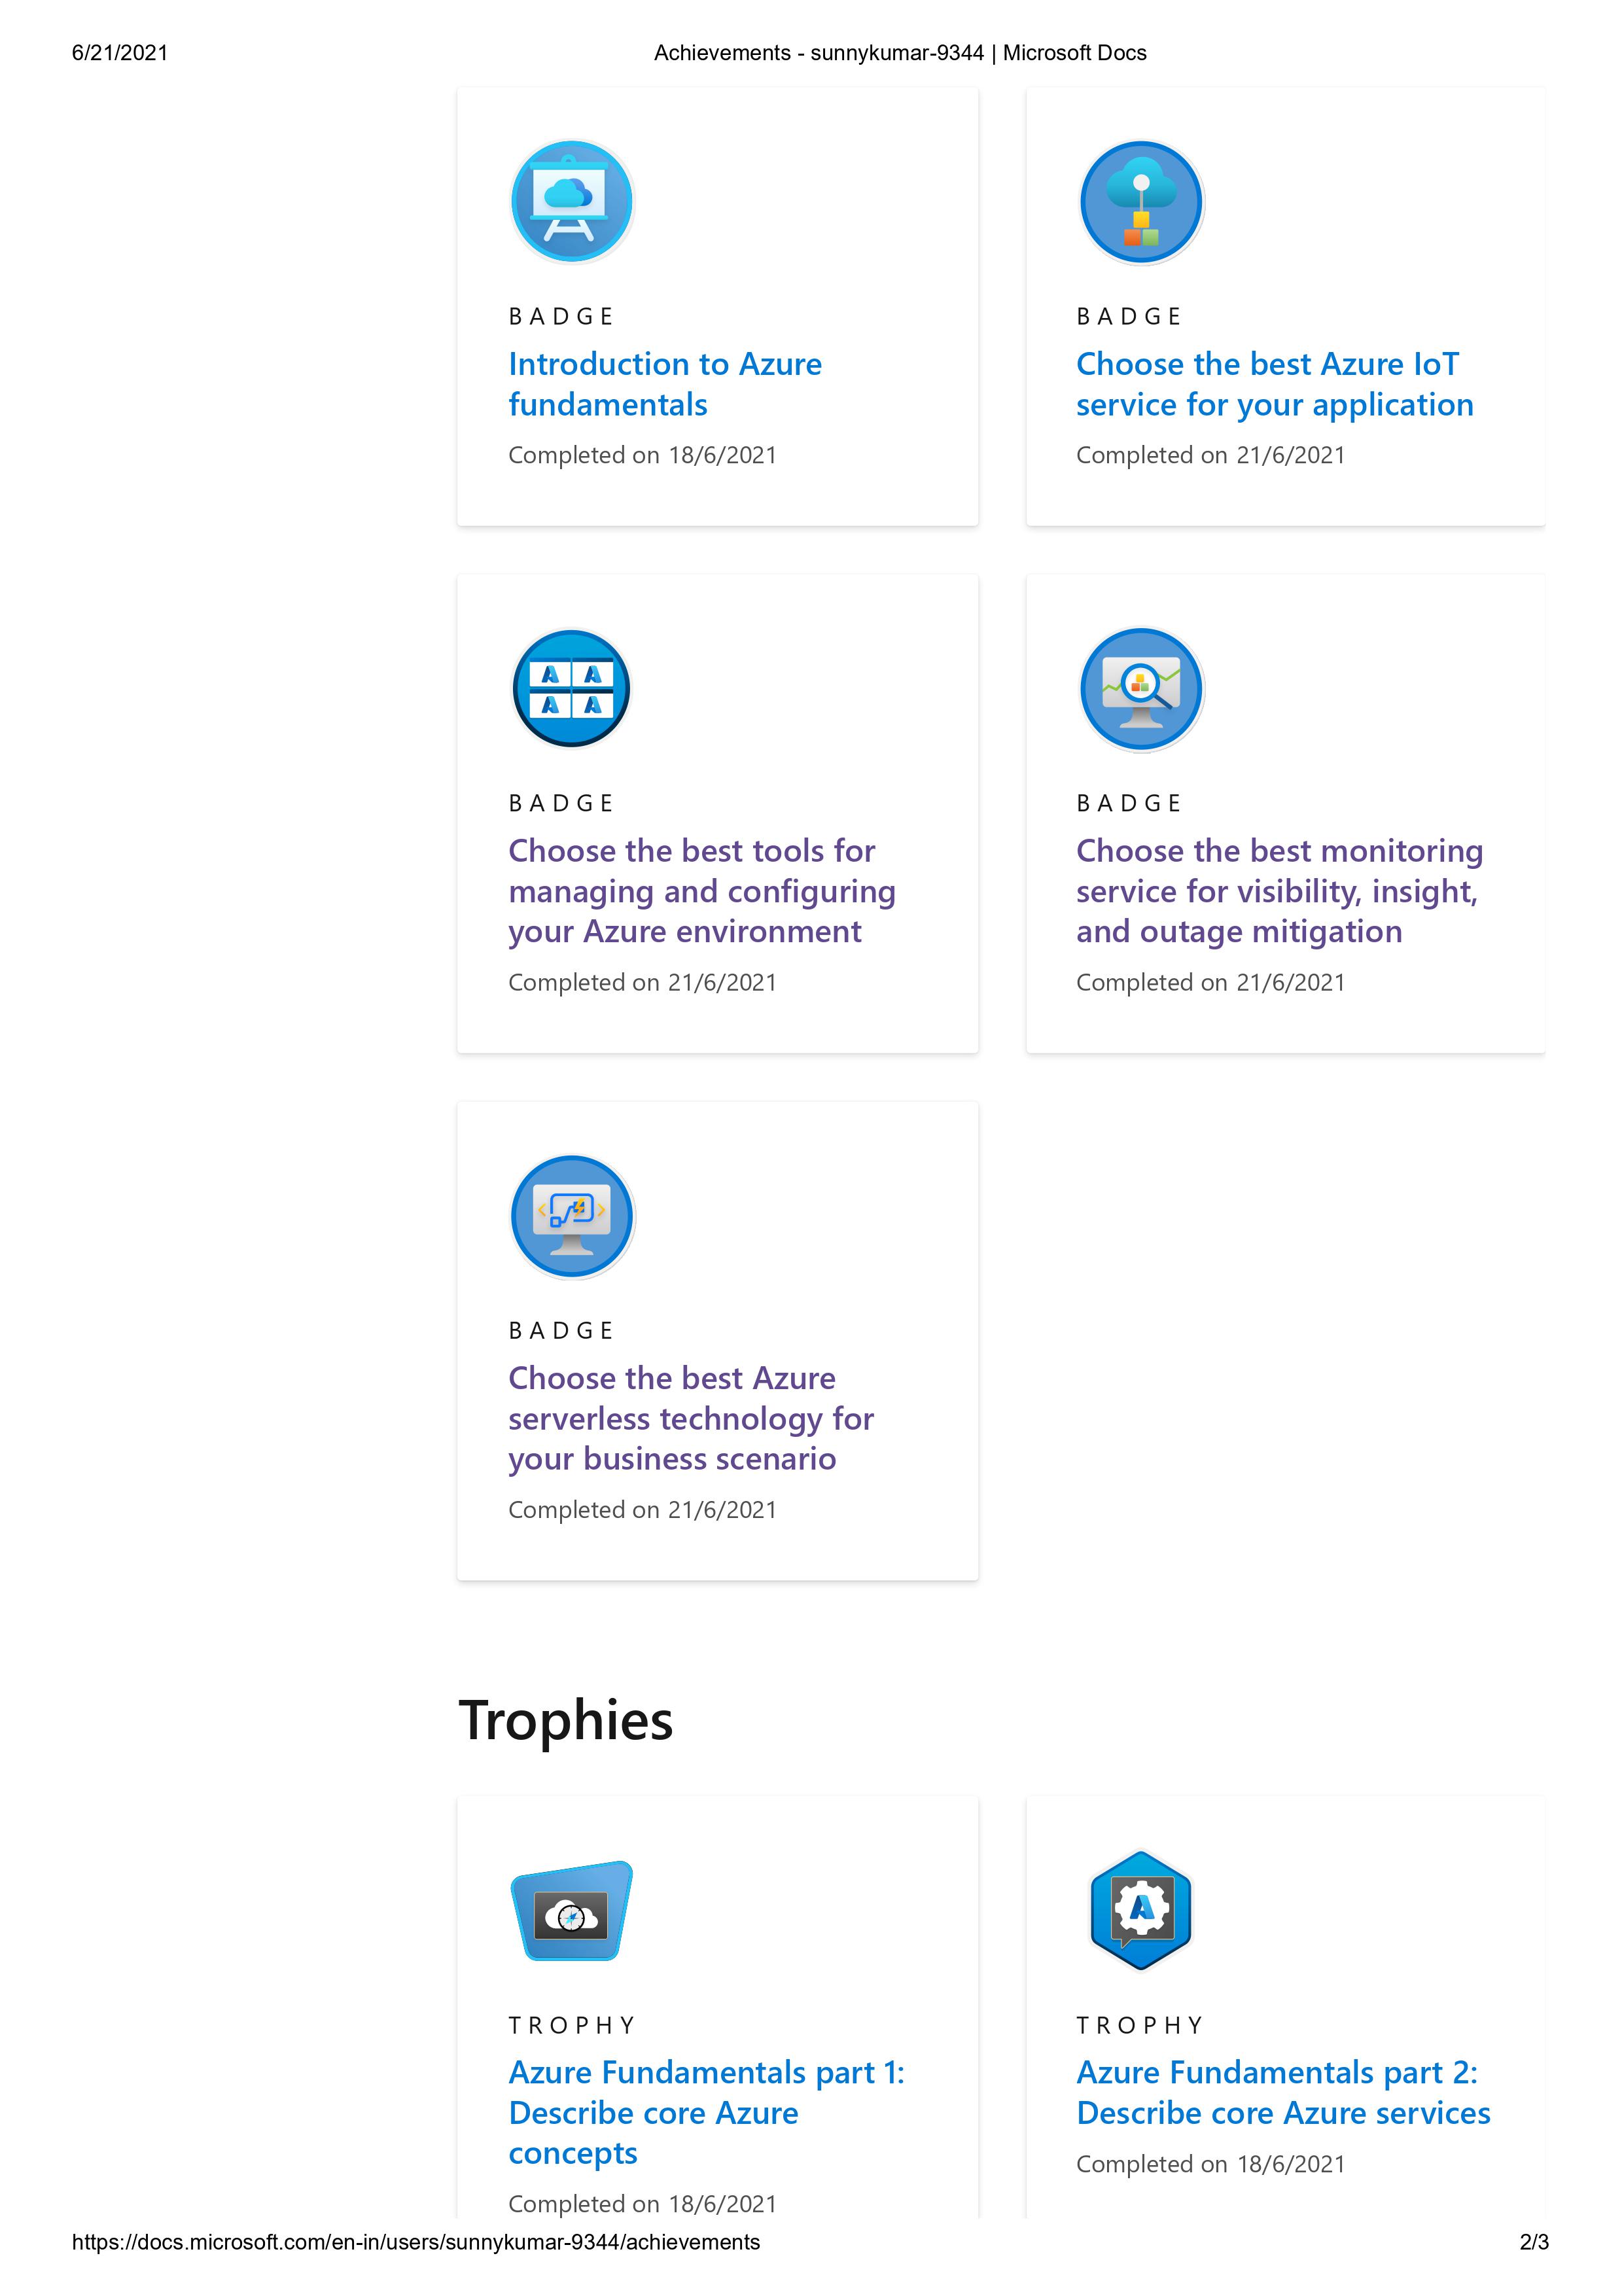 6/21/2021
Achievements - sunnykumar-9344 | Microsoft Docs
BADGE
Introduction to Azure
fundamentals
Completed on 18/6/2021
BADGE
Choose the best Azure IoT
service for your application
Completed on 21/6/2021
BADGE
Choose the best tools for
managing and configuring
your Azure environment
Completed on 21/6/2021
BADGE
Choose the best monitoring
service for visibility, insight,
and outage mitigation
Completed on 21/6/2021
BADGE
Choose the best Azure
serverless technology for
your business scenario
Completed on 21/6/2021
Trophies
TROPHY
Azure Fundamentals part 1:
Describe core Azure
concepts
Completed on 18/6/2021
TROPHY
Azure Fundamentals part 2:
Describe core Azure services
Completed on 18/6/2021
https://docs.microsoft.com/en-in/users/sunnykumar-9344/achievements
2/3